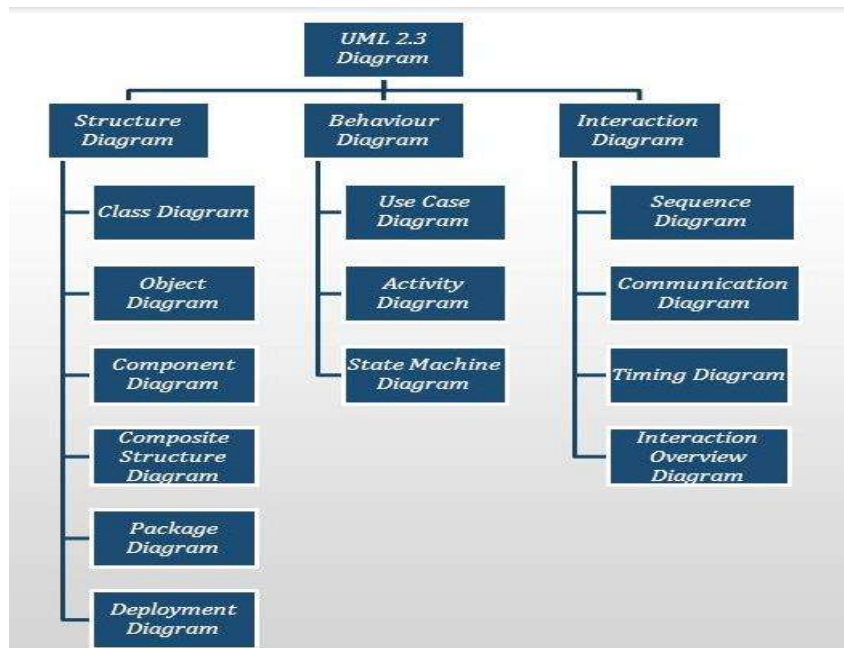 UML 2.3
Diagram
Structure
Diagram
Class Diagram
Object
Diagram
Component
Diagram
Composite
Structure
Diagram
Package
Diagram
Deployment
Diagram
Behaviour
Diagram
Use Case
Diagram
Activity
Diagram
State Machine
Diagram
Interaction
Diagram
Sequence
Diagram
Communication
Diagram
Timing Diagram
Interaction
Overview
Diagram